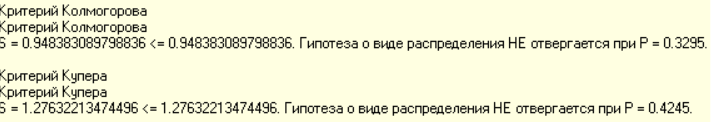 Критерий Колмогорова
Критерий Колмогорова
S = 0.948383089798836 <= 0.948383089798836. Гипотеза о виде распределения НЕ отвергается при P = 0.3295.
Критерий Купера
Критерий Купера
S = 1.27632213474496 <= 1.27632213474496. Гипотеза о виде распределения НЕ отвергается при P = 0.4245.